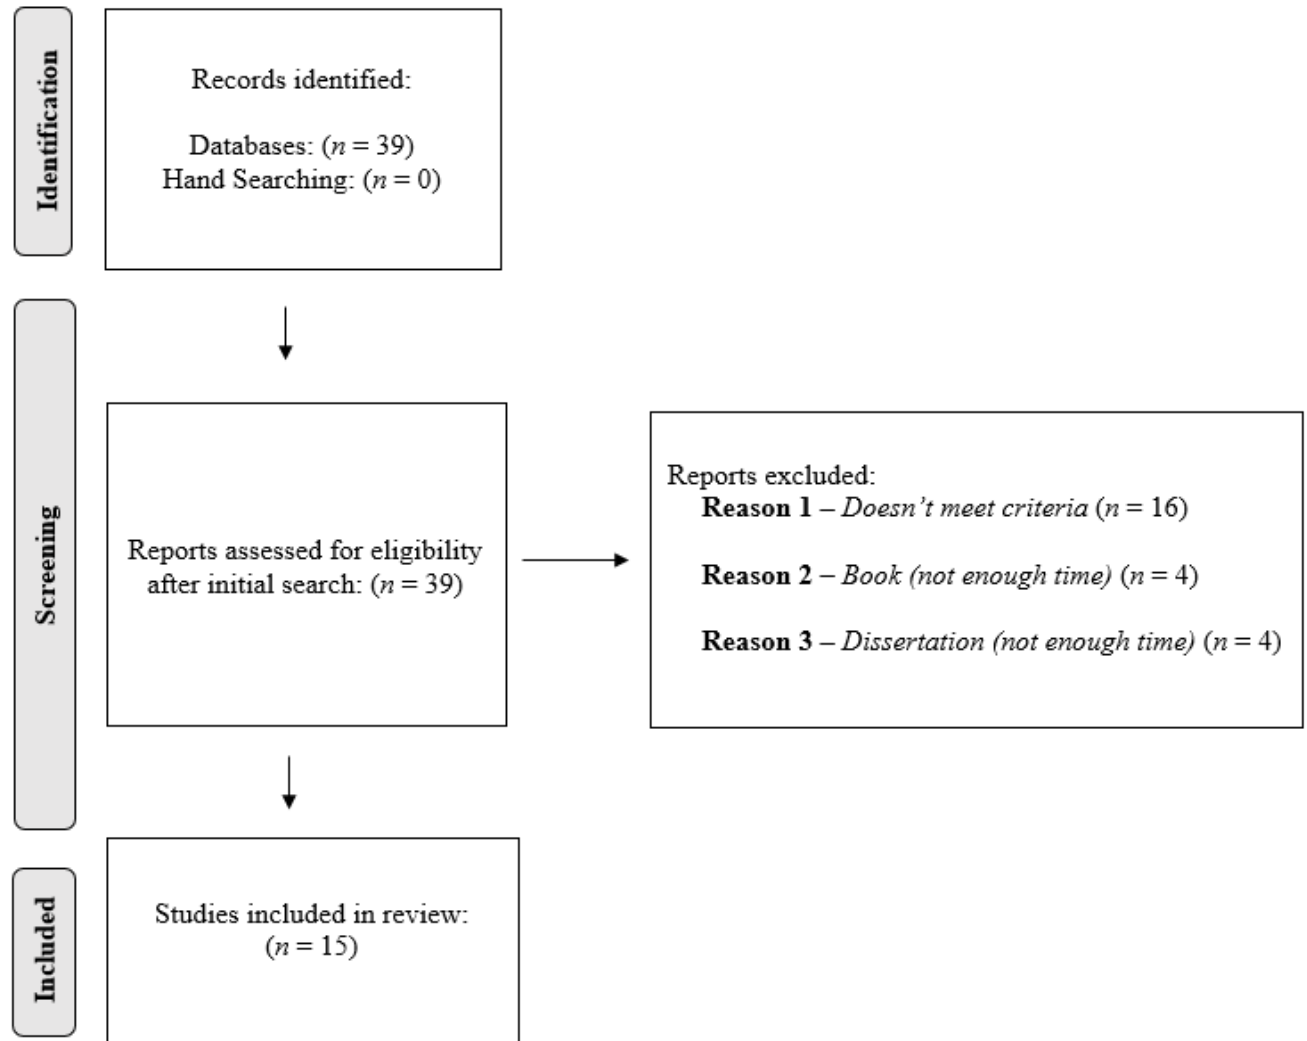 Identification
Records identified:
Databases: (n = 39)
Hand Searching: (n = 0)
Screening
Reports assessed for eligibility
after initial search: (n = 39)
Reports excluded:
Reason 1 – Doesn’t meet criteria (n = 16)
Reason 2 – Book (not enough time) (n = 4)
Reason 3 – Dissertation (not enough time) (n = 4)
Included
Studies included in review:
(n = 15)